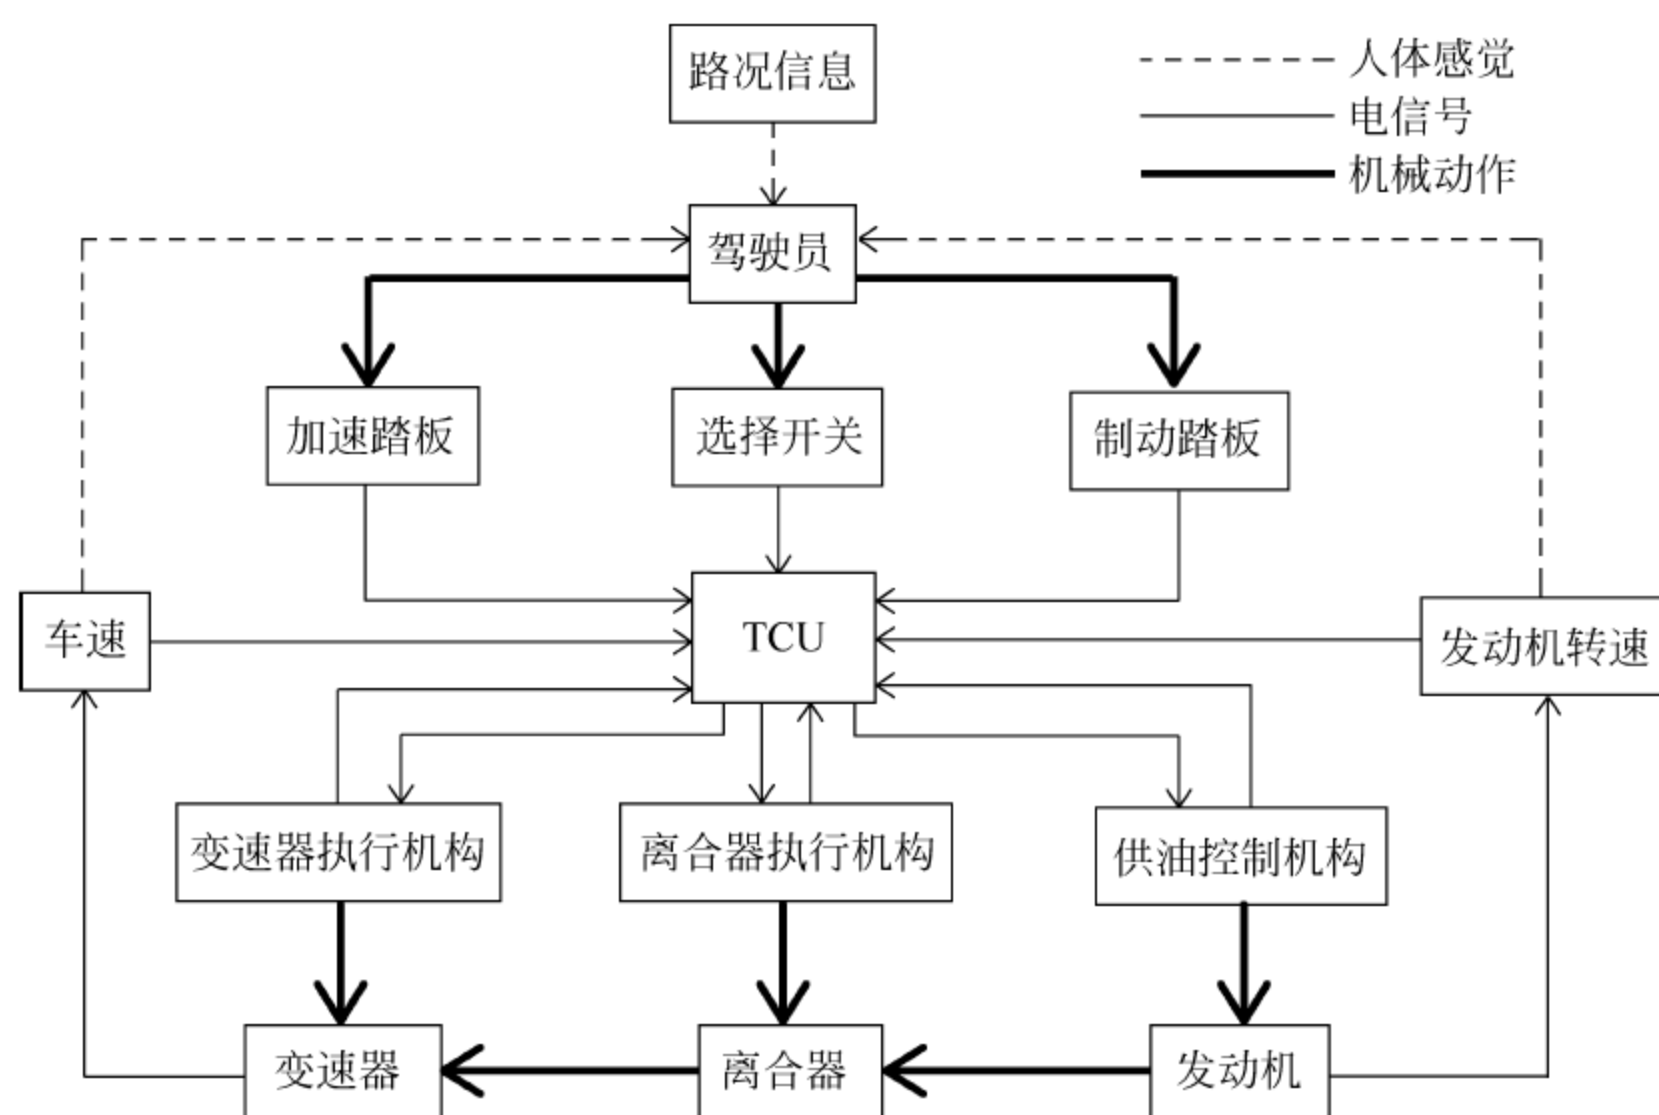 路况信息
人体感觉
电信号
机械动作
驾驶员
加速踏板
选择开关
制动踏板
车速
TCU
发动机转速
变速器执行机构
离合器执行机构
供油控制机构
变速器
离合器
发动机